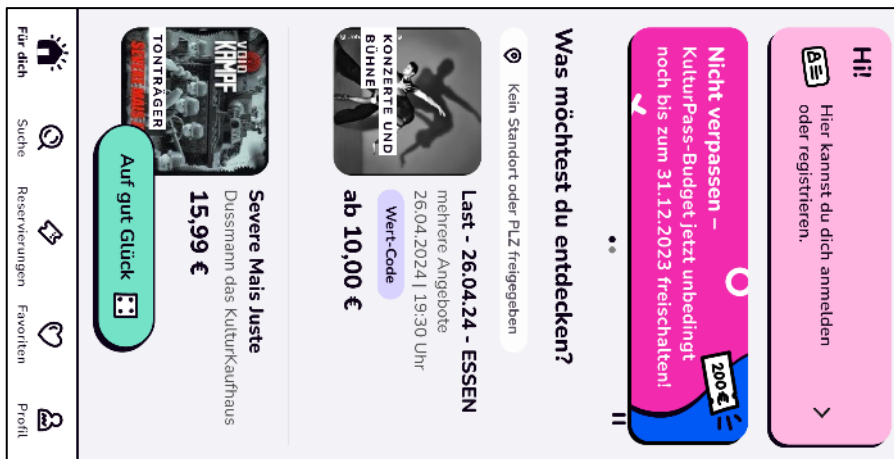 Hi!
Hier kannst du dich anmelden
oder registrieren.
Nicht verpassen –
KulturPass-Budget jetzt unbedingt
noch bis zum 31.12.2023 freischalten!
200€
Was möchtest du entdecken?
Kein Standort oder PLZ freigegeben
KONZERTE UND
BÜHNE
Last - 26.04.24 - ESSEN
mehrere Angebote
26.04.2024 | 19:30 Uhr
Wert-Code
ab 10,00 €
KAMPF
SEVERE MAIS
TONTRÄGER
Severe Mais Juste
Dussmann das KulturKaufhaus
15,99 €
Auf gut Glück
Für dich
Suche
Reservierungen
Favoriten
Profil